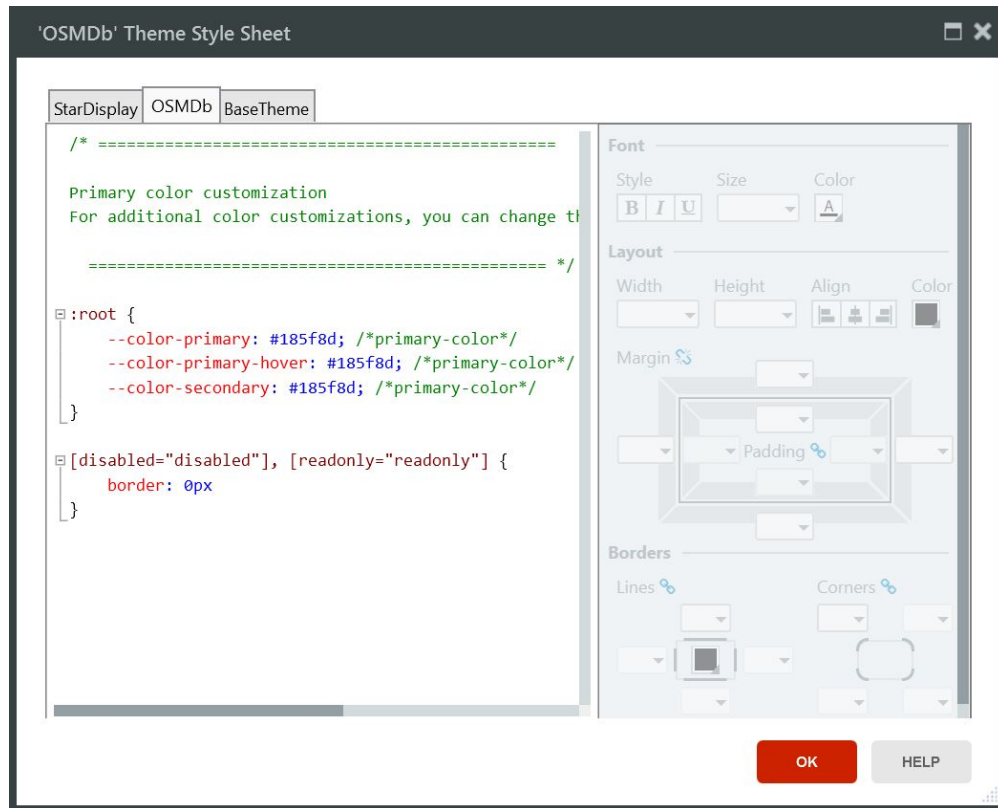 'OSMDb' Theme Style Sheet
StarDisplay OSMDb BaseTheme
/* ================================================
Primary color customization
For additional color customizations, you can change th
================================================ */
:root {
--color-primary: #185f8d; /*primary-color*/
--color-primary-hover: #185f8d; /*primary-color*/
--color-secondary: #185f8d; /*primary-color*/
}
[disabled="disabled"], [readonly="readonly"] {
border: 0px
}
Font
Style Size Color
B I U A
Layout
Width Height Align Color
Margin
Padding
Borders
Lines Corners
OK HELP